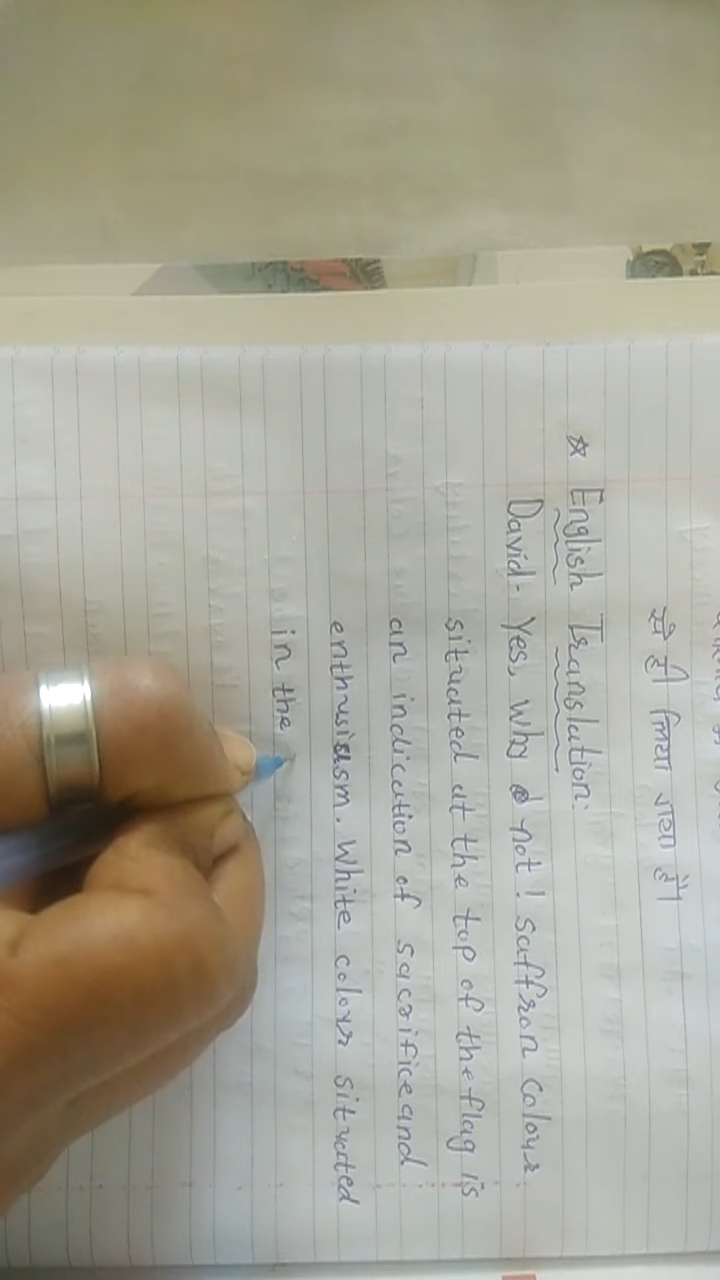 से ही लिया गया है।
☆ English Translation:
David - Yes, why not! Saffron colour
situated at the top of the flag is
an indication of sacrifice and
enthusiasm. White colour situated
in the